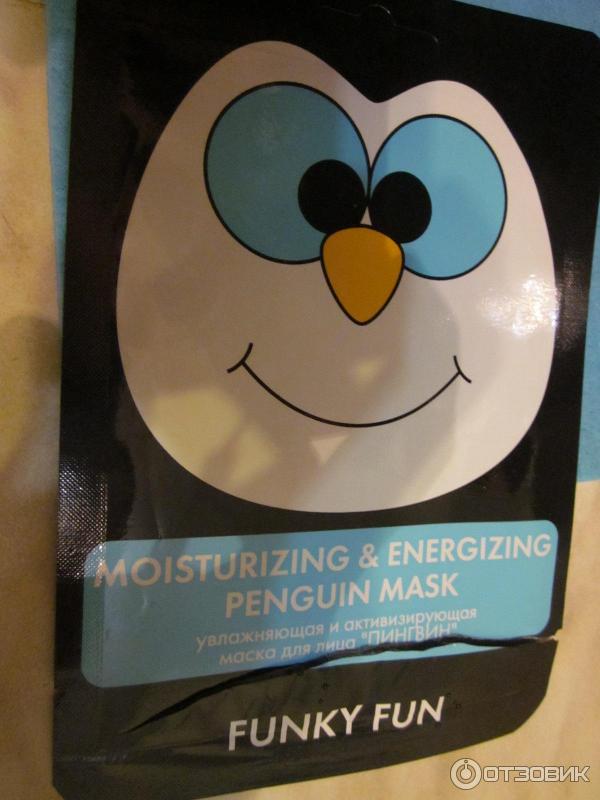 MOISTURIZING & ENERGIZING
PENGUIN MASK
увлажняющая и активизирующая
маска для лица "ПИНГВИН"
FUNKY FUN
ОТЗОВИК